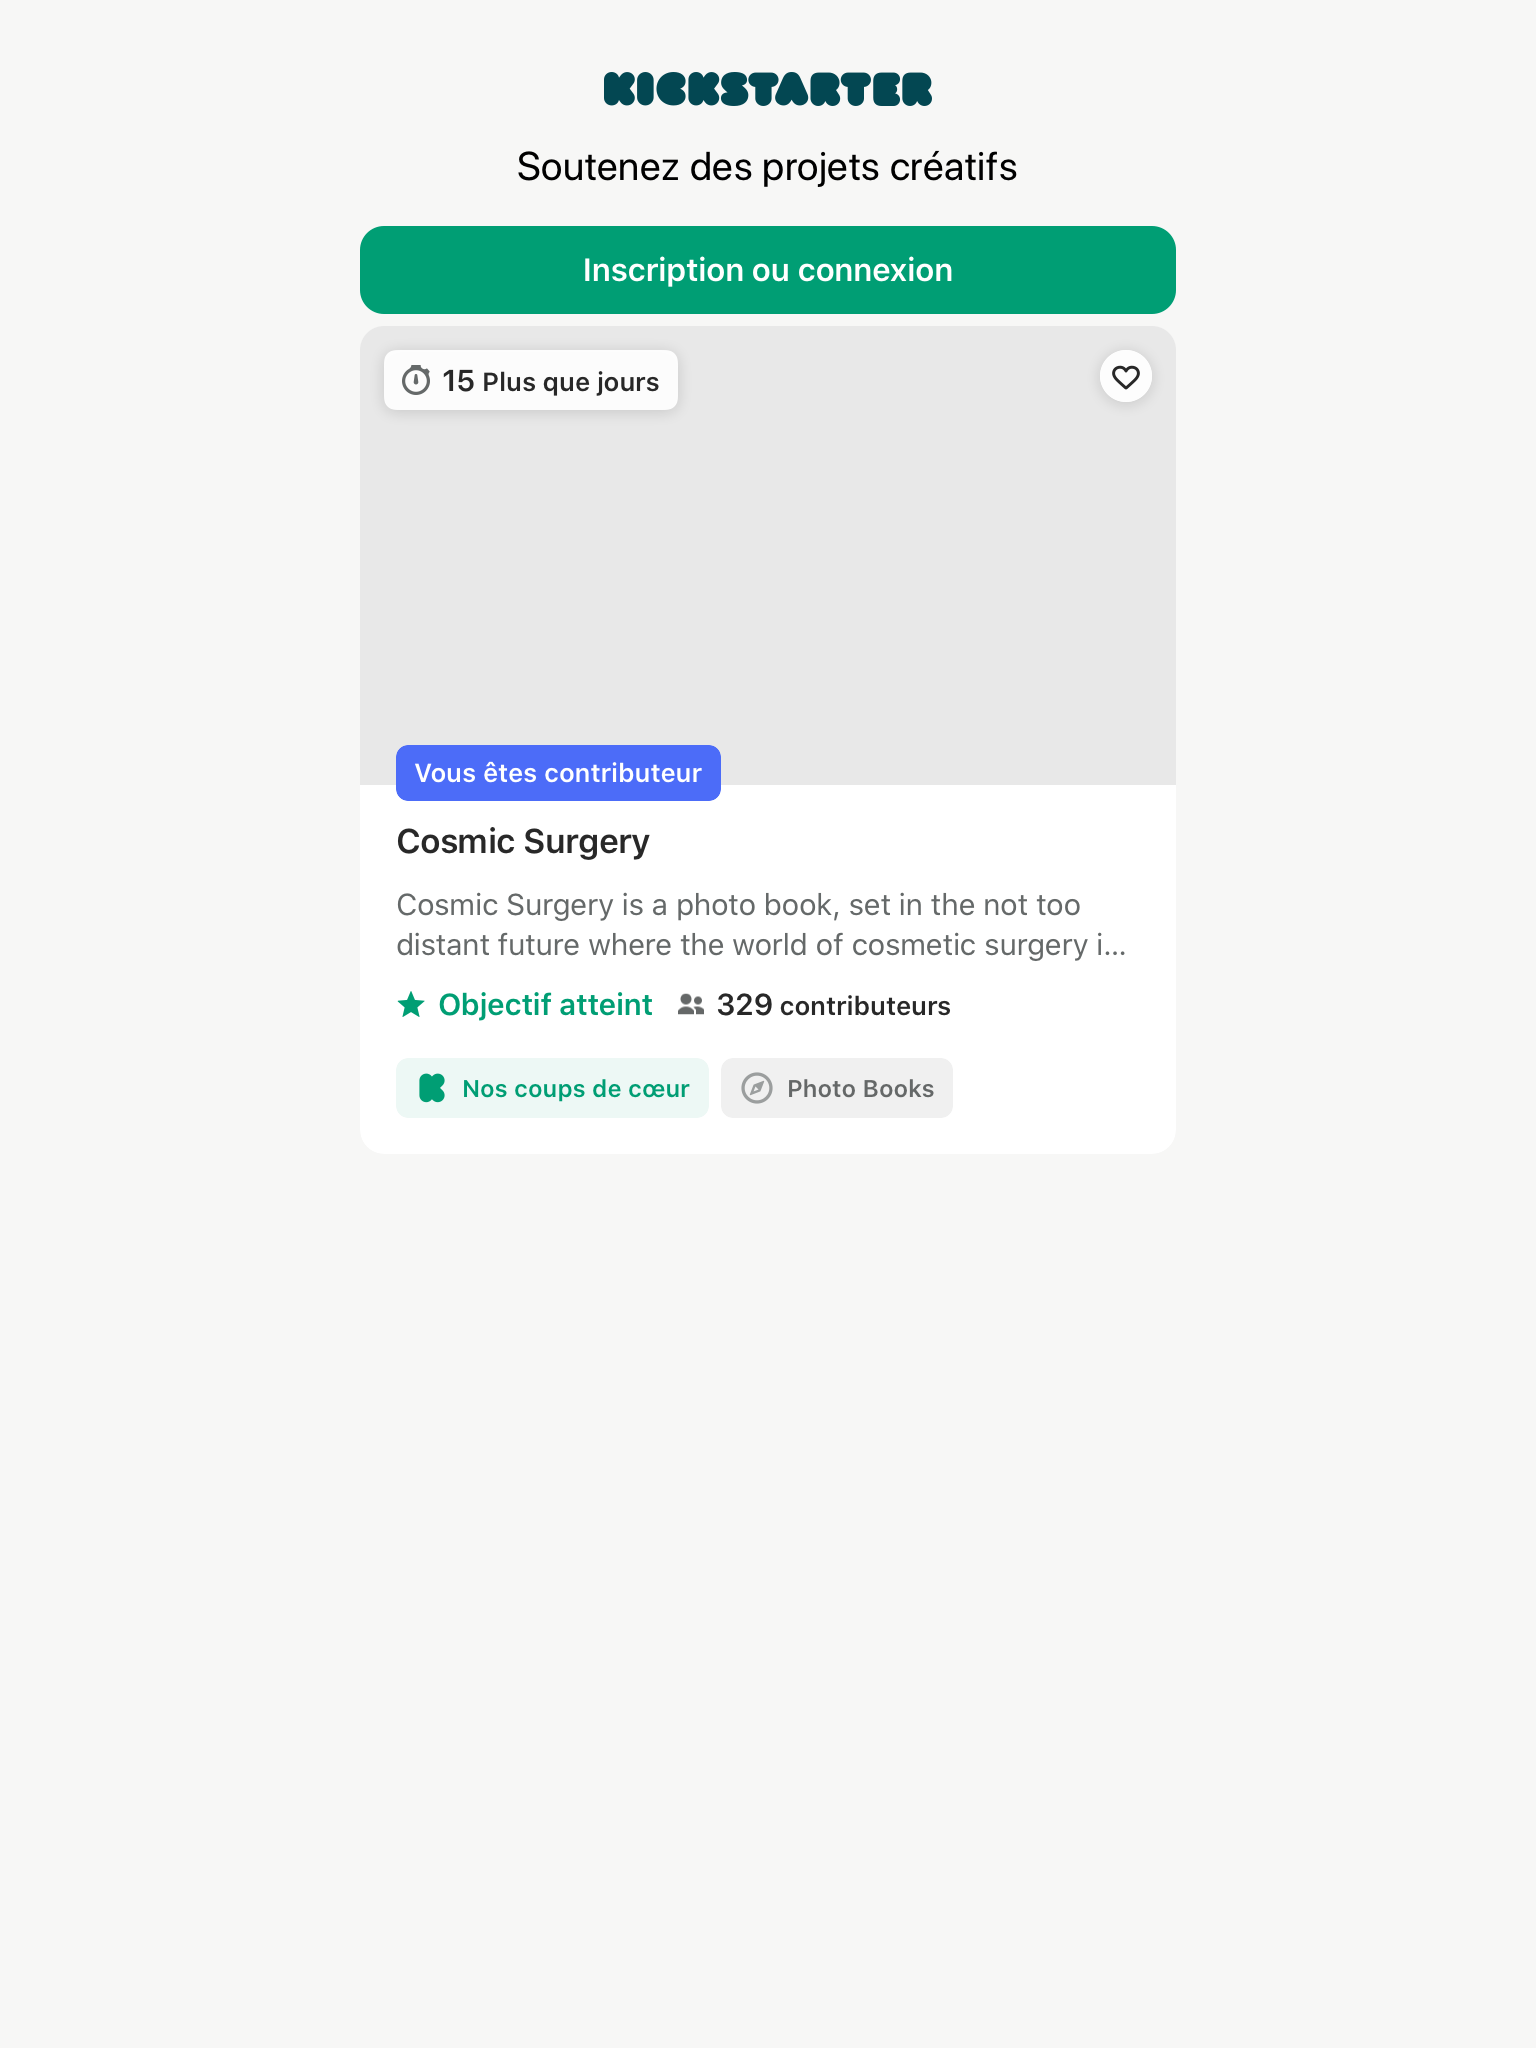 KICKSTARTER
Soutenez des projets créatifs
Inscription ou connexion
15 Plus que jours
Vous êtes contributeur
Cosmic Surgery
Cosmic Surgery is a photo book, set in the not too
distant future where the world of cosmetic surgery i...
Objectif atteint 329 contributeurs
Nos coups de cœur Photo Books